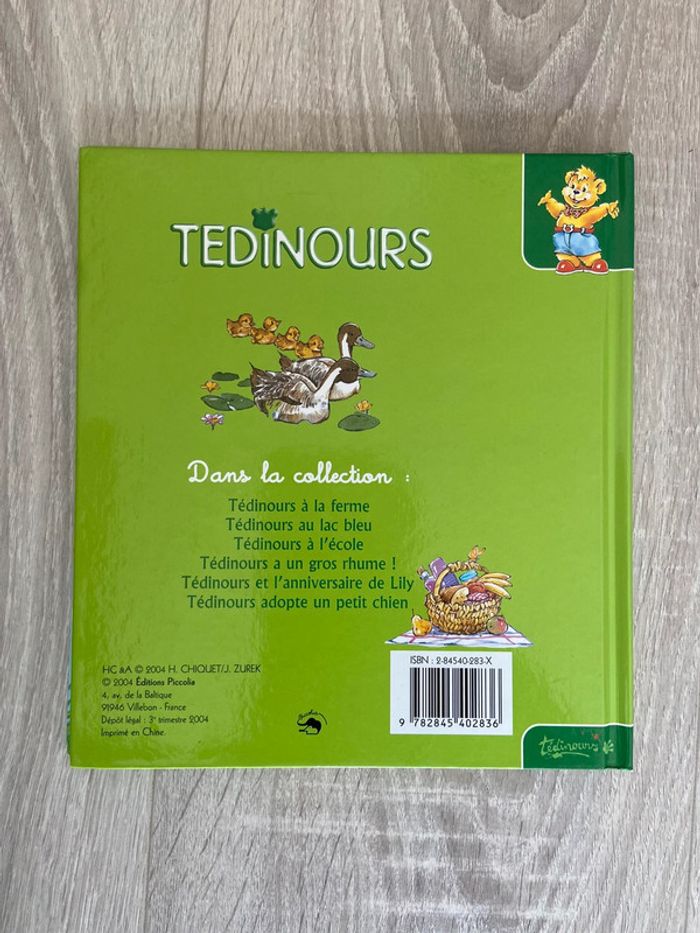 TEDiNOURS
Dans la collection :
Tédinours à la ferme
Tédinours au lac bleu
Tédinours à l'école
Tédinours a un gros rhume !
Tédinours et l'anniversaire de Lily
Tédinours adopte un petit chien
HC &A © 2004 H. CHIQUET/J. ZUREK
© 2004 Éditions Piccolia
4, av. de la Baltique
91946 Villebon - France
Dépôt légal : 3e trimestre 2004
Imprimé en Chine.
ISBN : 2-84540-283-X
9 782845 402836
tédinours